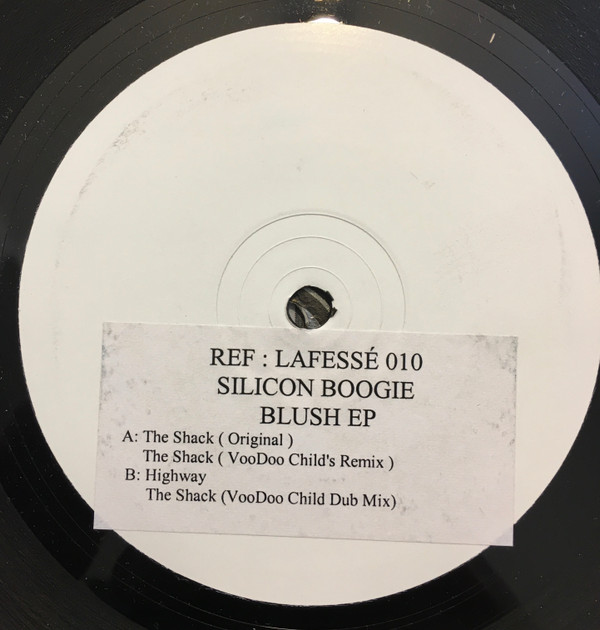 REF : LAFESSÉ 010
SILICON BOOGIE
BLUSH EP
A: The Shack ( Original )
The Shack ( VooDoo Child's Remix )
B: Highway
The Shack (VooDoo Child Dub Mix)